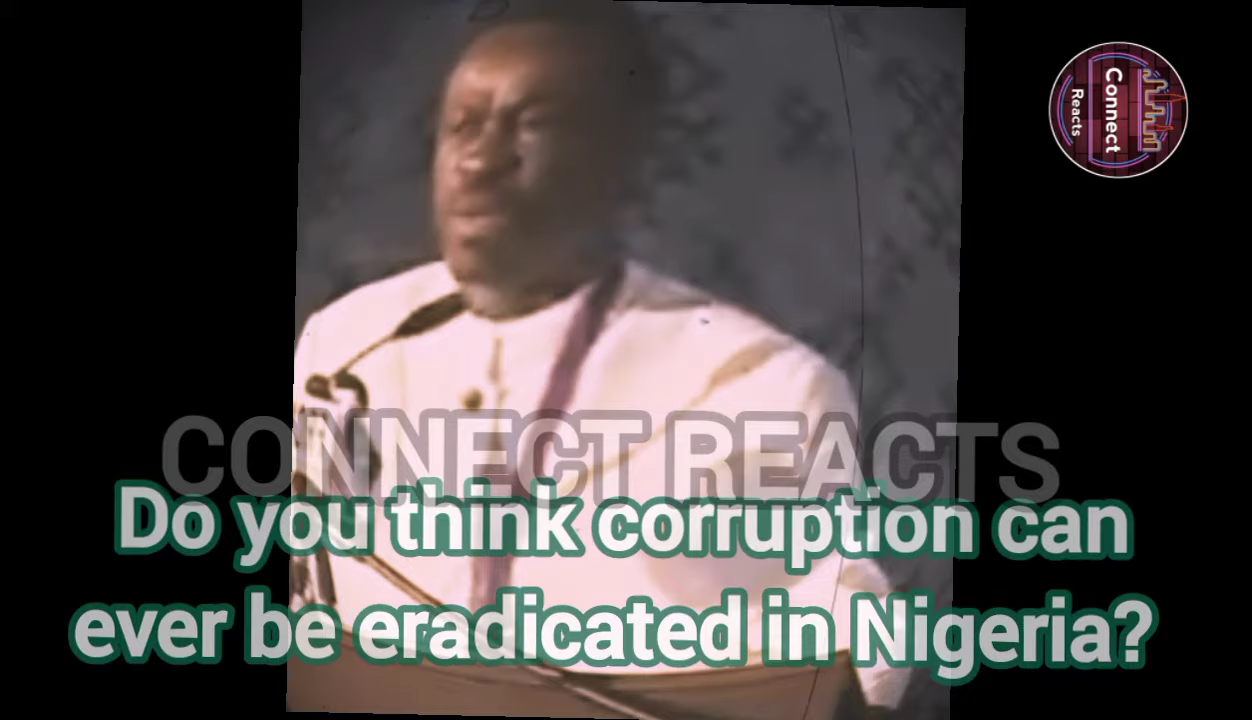 Connect
Reacts
CONNECT REACTS
Do you think corruption can
ever be eradicated in Nigeria?